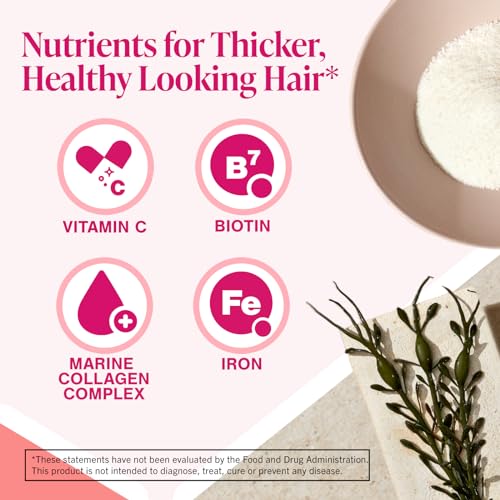 Nutrients for Thicker,
Healthy Looking Hair*
C
B7
VITAMIN C
BIOTIN
Fe
MARINE
COLLAGEN
COMPLEX
IRON
*These statements have not been evaluated by the Food and Drug Administration.
This product is not intended to diagnose, treat, cure or prevent any disease.